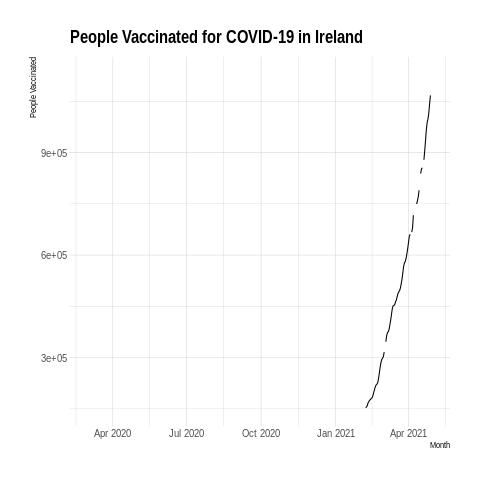 People Vaccinated for COVID-19 in Ireland
People Vaccinated
9e+05
6e+05
3e+05
Apr 2020 Jul 2020 Oct 2020 Jan 2021 Apr 2021
Month